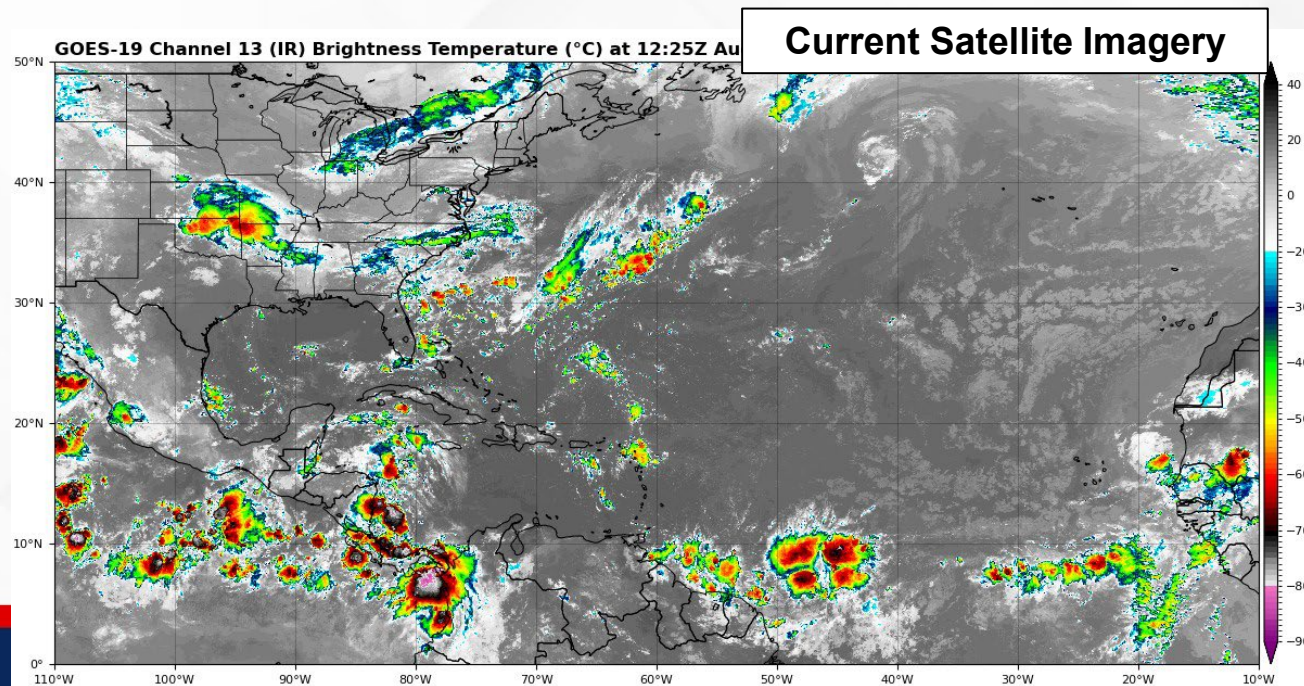 Current Satellite Imagery
GOES-19 Channel 13 (IR) Brightness Temperature (°C) at 12:25Z Au
50°N
40°N
30°N
20°N
10°N
0°
110°W 100°W 90°W 80°W 70°W 60°W 50°W 40°W 30°W 20°W 10°W
40
20
0
−20
−30
−40
−50
−60
−70
−80
−90